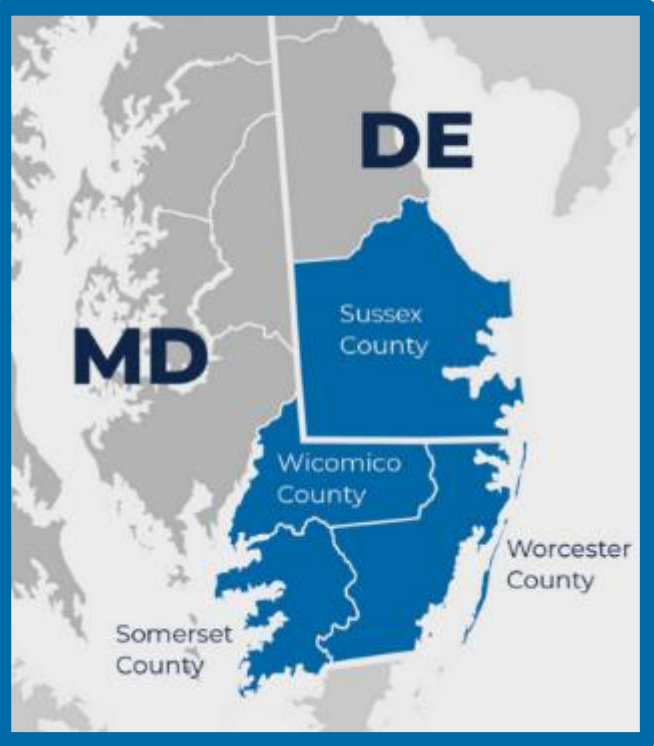 DE
Sussex
County
MD
Wicomico
County
Worcester
County
Somerset
County